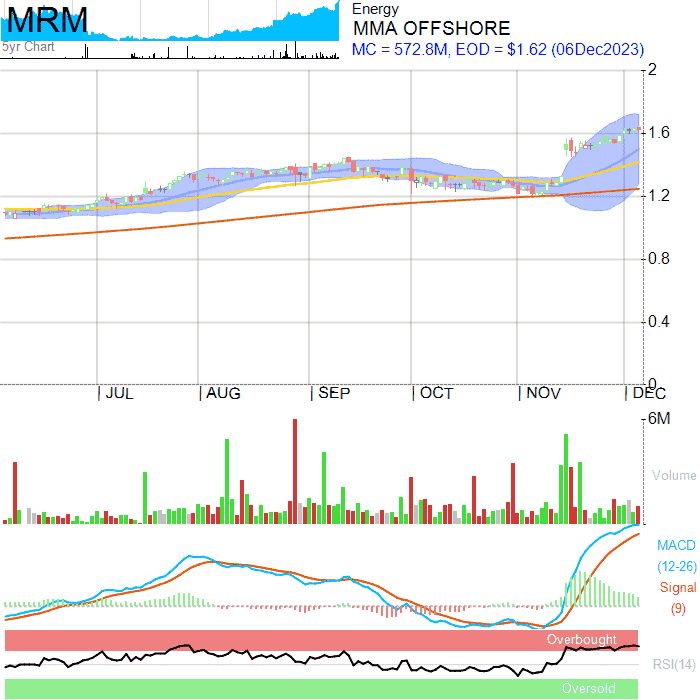 MRM
5yr Chart
Energy
MMA OFFSHORE
MC = 572.8M, EOD = $1.62 (06Dec2023)
2
1.6
1.2
0.8
0.4
0
JUL AUG SEP OCT NOV DEC
6M
Volume
MACD
(12-26)
Signal
(9)
Overbought
RSI(14)
Oversold